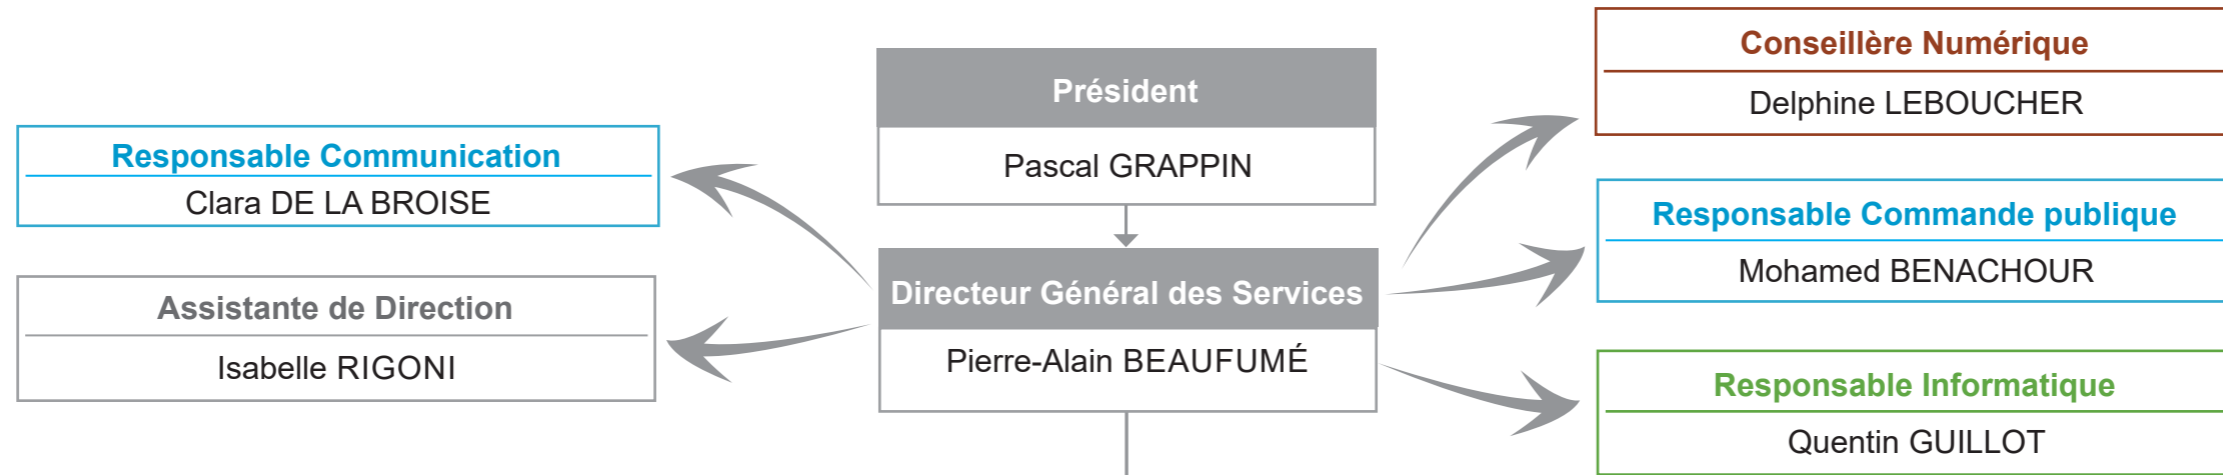 Conseillère Numérique
Delphine LEBOUCHER
Président
Pascal GRAPPIN
Responsable Communication
Clara DE LA BROISE
Responsable Commande publique
Mohamed BENACHOUR
Directeur Général des Services
Pierre-Alain BEAUFUMÉ
Assistante de Direction
Isabelle RIGONI
Responsable Informatique
Quentin GUILLOT